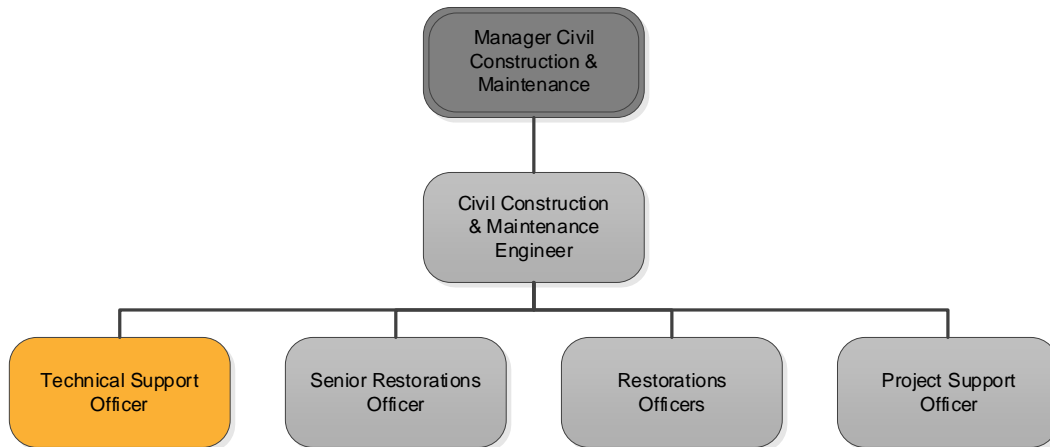 Manager Civil
Construction &
Maintenance
Civil Construction
& Maintenance
Engineer
Technical Support
Officer
Senior Restorations
Officer
Restorations
Officers
Project Support
Officer